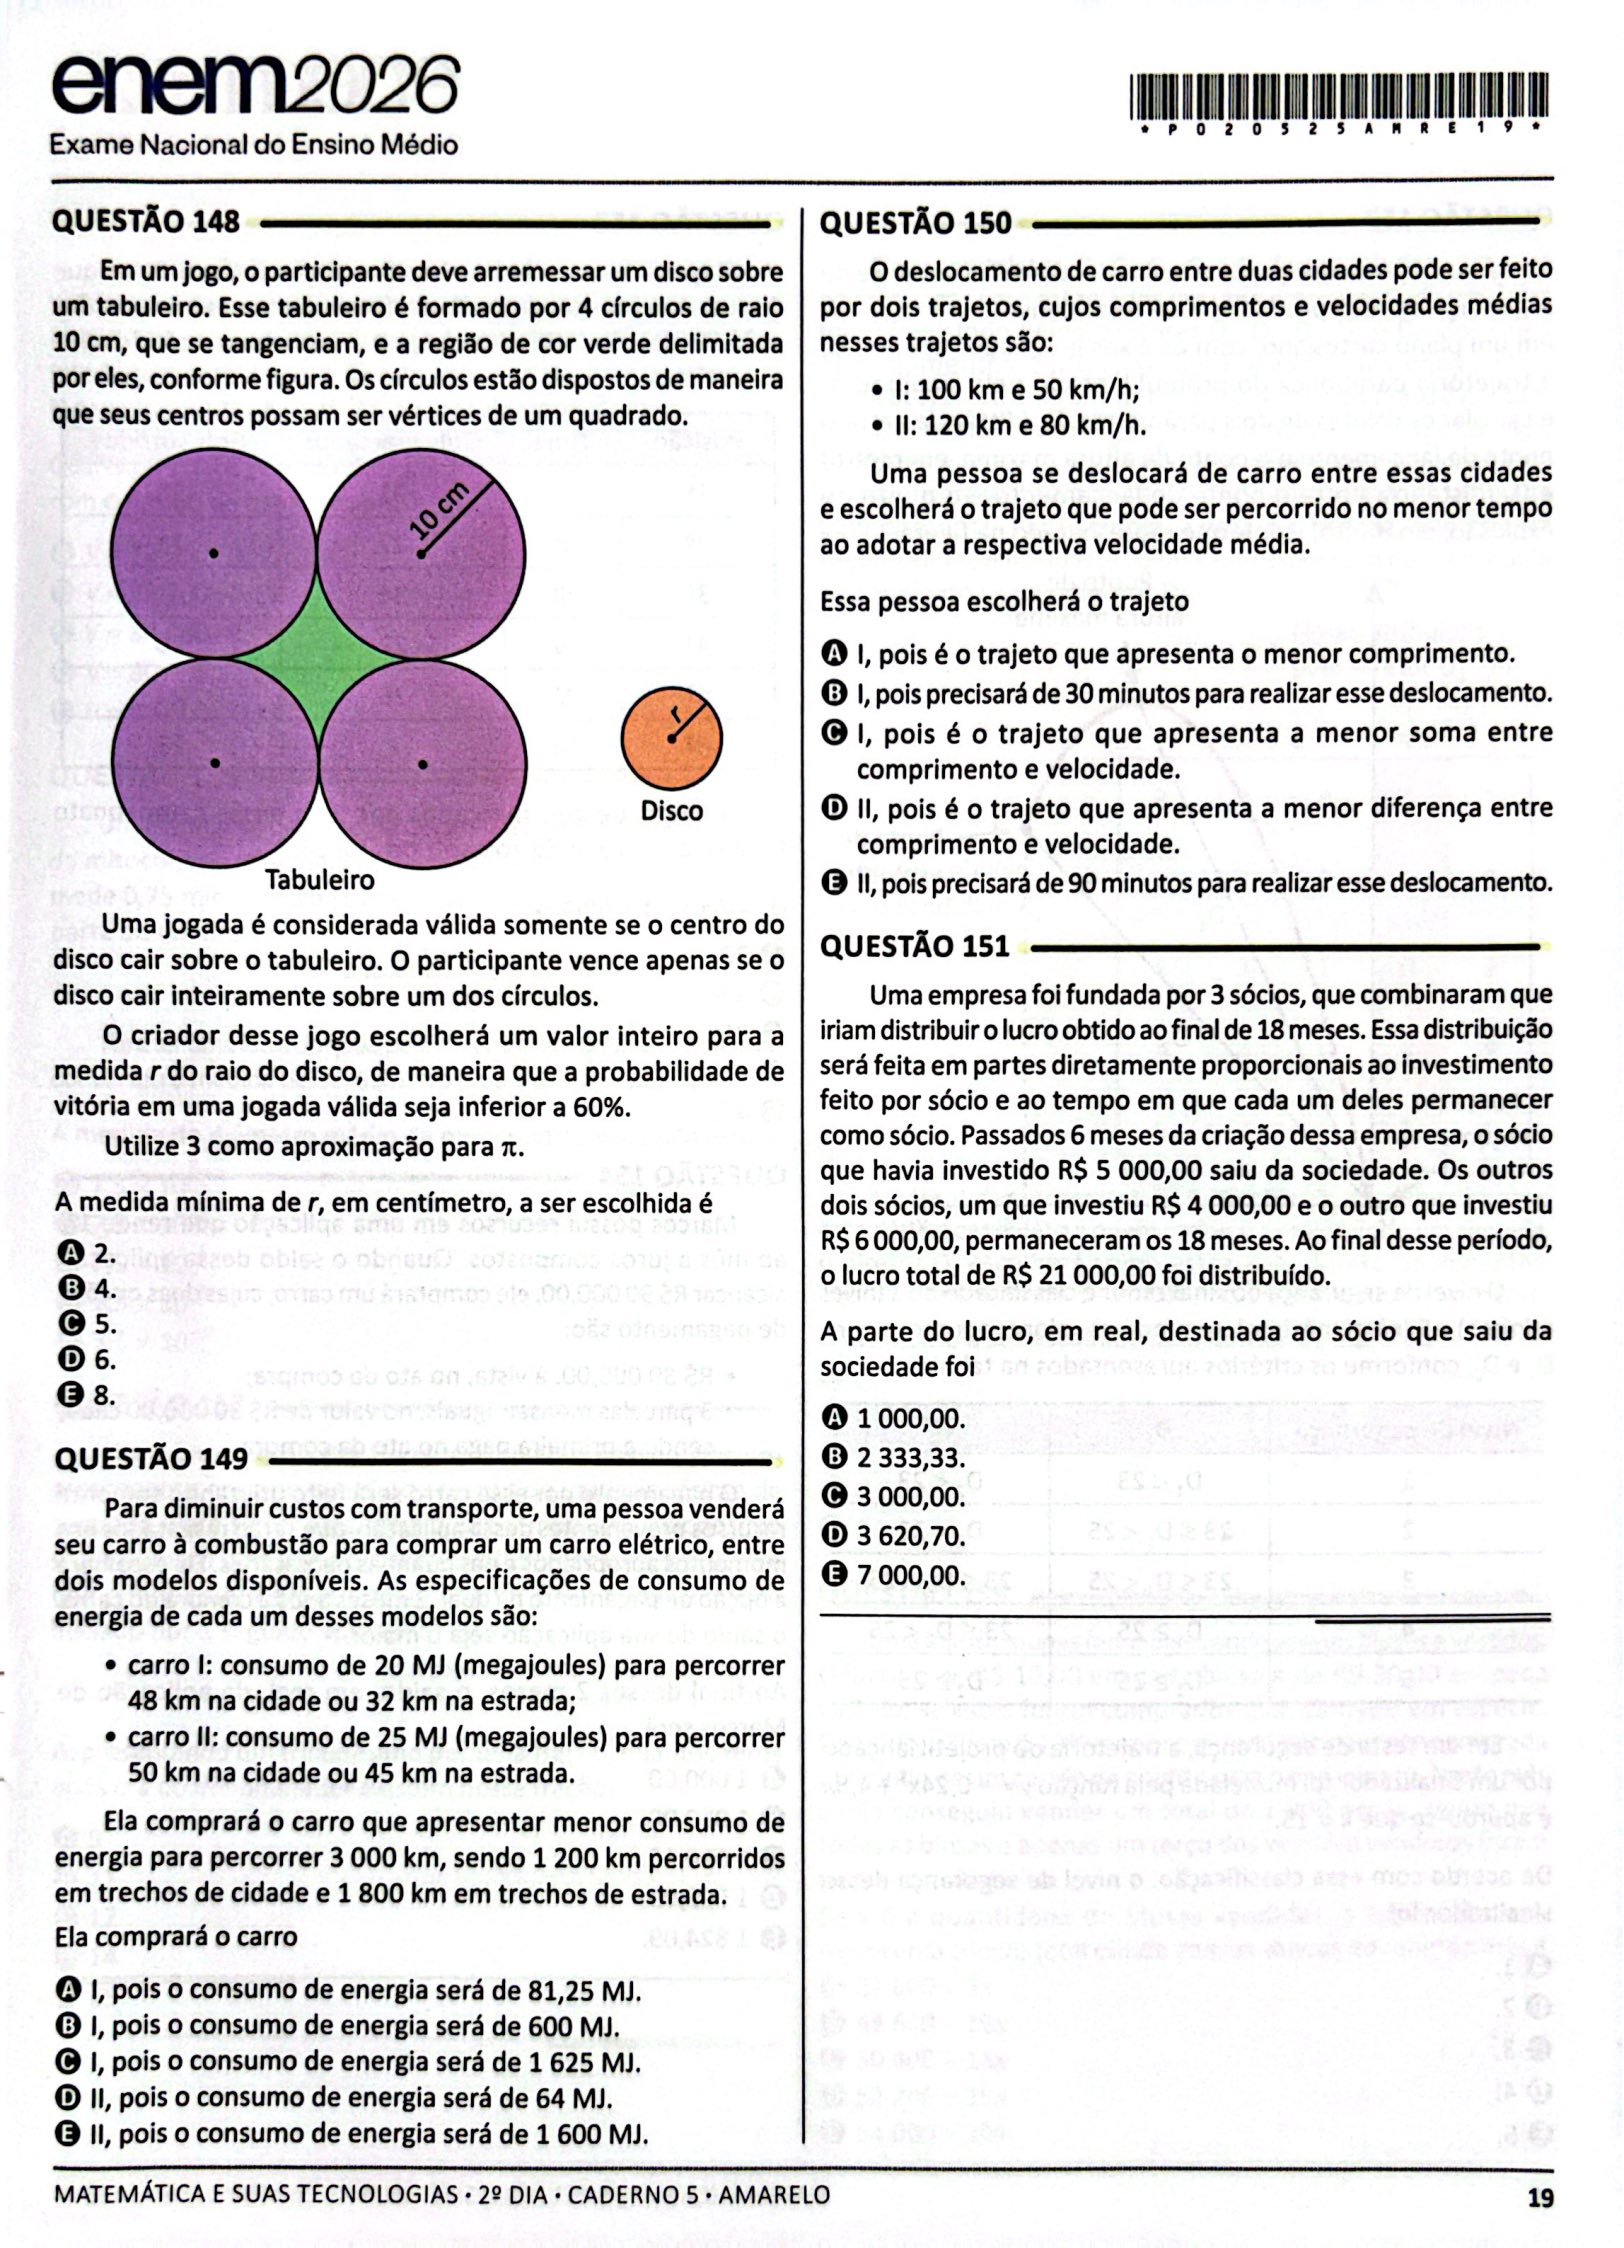 enem2026
Exame Nacional do Ensino Médio
*P020525AMRE19*
QUESTÃO 148
Em um jogo, o participante deve arremessar um disco sobre
um tabuleiro. Esse tabuleiro é formado por 4 círculos de raio
10 cm, que se tangenciam, e a região de cor verde delimitada
por eles, conforme figura. Os círculos estão dispostos de maneira
que seus centros possam ser vértices de um quadrado.
10 cm
r
Disco
Tabuleiro
Uma jogada é considerada válida somente se o centro do
disco cair sobre o tabuleiro. O participante vence apenas se o
disco cair inteiramente sobre um dos círculos.
O criador desse jogo escolherá um valor inteiro para a
medida r do raio do disco, de maneira que a probabilidade de
vitória em uma jogada válida seja inferior a 60%.
Utilize 3 como aproximação para π.
A medida mínima de r, em centímetro, a ser escolhida é
A 2.
B 4.
C 5.
D 6.
E 8.
QUESTÃO 149
Para diminuir custos com transporte, uma pessoa venderá
seu carro à combustão para comprar um carro elétrico, entre
dois modelos disponíveis. As especificações de consumo de
energia de cada um desses modelos são:
• carro I: consumo de 20 MJ (megajoules) para percorrer
48 km na cidade ou 32 km na estrada;
• carro II: consumo de 25 MJ (megajoules) para percorrer
50 km na cidade ou 45 km na estrada.
Ela comprará o carro que apresentar menor consumo de
energia para percorrer 3 000 km, sendo 1 200 km percorridos
em trechos de cidade e 1 800 km em trechos de estrada.
Ela comprará o carro
A I, pois o consumo de energia será de 81,25 MJ.
B I, pois o consumo de energia será de 600 MJ.
C I, pois o consumo de energia será de 1 625 MJ.
D II, pois o consumo de energia será de 64 MJ.
E II, pois o consumo de energia será de 1 600 MJ.
QUESTÃO 150
O deslocamento de carro entre duas cidades pode ser feito
por dois trajetos, cujos comprimentos e velocidades médias
nesses trajetos são:
• I: 100 km e 50 km/h;
• II: 120 km e 80 km/h.
Uma pessoa se deslocará de carro entre essas cidades
e escolherá o trajeto que pode ser percorrido no menor tempo
ao adotar a respectiva velocidade média.
Essa pessoa escolherá o trajeto
A I, pois é o trajeto que apresenta o menor comprimento.
B I, pois precisará de 30 minutos para realizar esse deslocamento.
C I, pois é o trajeto que apresenta a menor soma entre
comprimento e velocidade.
D II, pois é o trajeto que apresenta a menor diferença entre
comprimento e velocidade.
E II, pois precisará de 90 minutos para realizar esse deslocamento.
QUESTÃO 151
Uma empresa foi fundada por 3 sócios, que combinaram que
iriam distribuir o lucro obtido ao final de 18 meses. Essa distribuição
será feita em partes diretamente proporcionais ao investimento
feito por sócio e ao tempo em que cada um deles permanecer
como sócio. Passados 6 meses da criação dessa empresa, o sócio
que havia investido R$ 5 000,00 saiu da sociedade. Os outros
dois sócios, um que investiu R$ 4 000,00 e o outro que investiu
R$ 6 000,00, permaneceram os 18 meses. Ao final desse período,
o lucro total de R$ 21 000,00 foi distribuído.
A parte do lucro, em real, destinada ao sócio que saiu da
sociedade foi
A 1 000,00.
B 2 333,33.
C 3 000,00.
D 3 620,70.
E 7 000,00.
MATEMÁTICA E SUAS TECNOLOGIAS • 2º DIA • CADERNO 5 • AMARELO
19